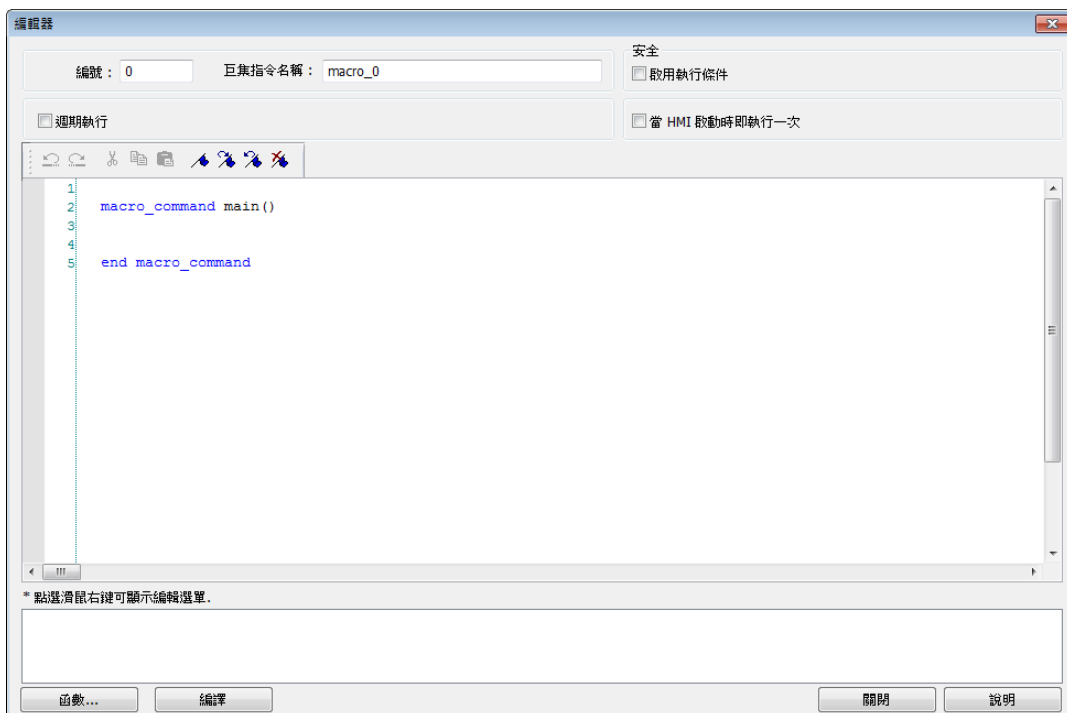 編輯器
編號： 0 巨集指令名稱： macro_0
安全
啟用執行條件
週期執行
當 HMI 啟動時即執行一次
1
2 macro_command main()
3
4
5 end macro_command
* 點選滑鼠右鍵可顯示編輯選單.
函數... 編譯 關閉 說明